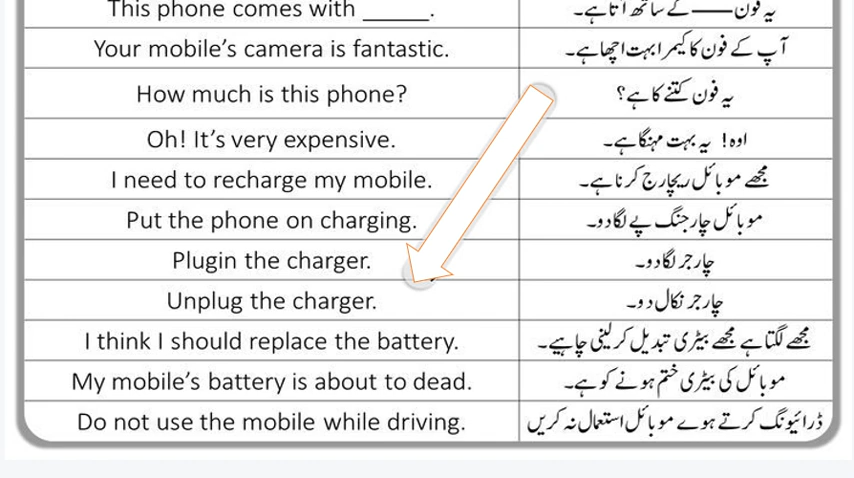 This phone comes with _____. یہ فون ——— کے ساتھ آتا ہے۔
Your mobile’s camera is fantastic. آپ کے فون کا کیمرا بہت اچھا ہے۔
How much is this phone? یہ فون کتنے کا ہے؟
Oh! It’s very expensive. اوہ! یہ بہت مہنگا ہے۔
I need to recharge my mobile. مجھے موبائل ریچارج کرنا ہے۔
Put the phone on charging. موبائل چارجنگ پے لگا دو۔
Plugin the charger. چارجر لگا دو۔
Unplug the charger. چارجر نکال دو۔
I think I should replace the battery. مجھے لگتا ہے مجھے بیٹری تبدیل کر لینی چاہیے۔
My mobile’s battery is about to dead. موبائل کی بیٹری ختم ہونے کو ہے۔
Do not use the mobile while driving. ڈرائیونگ کرتے ہوے موبائل استعمال نہ کریں